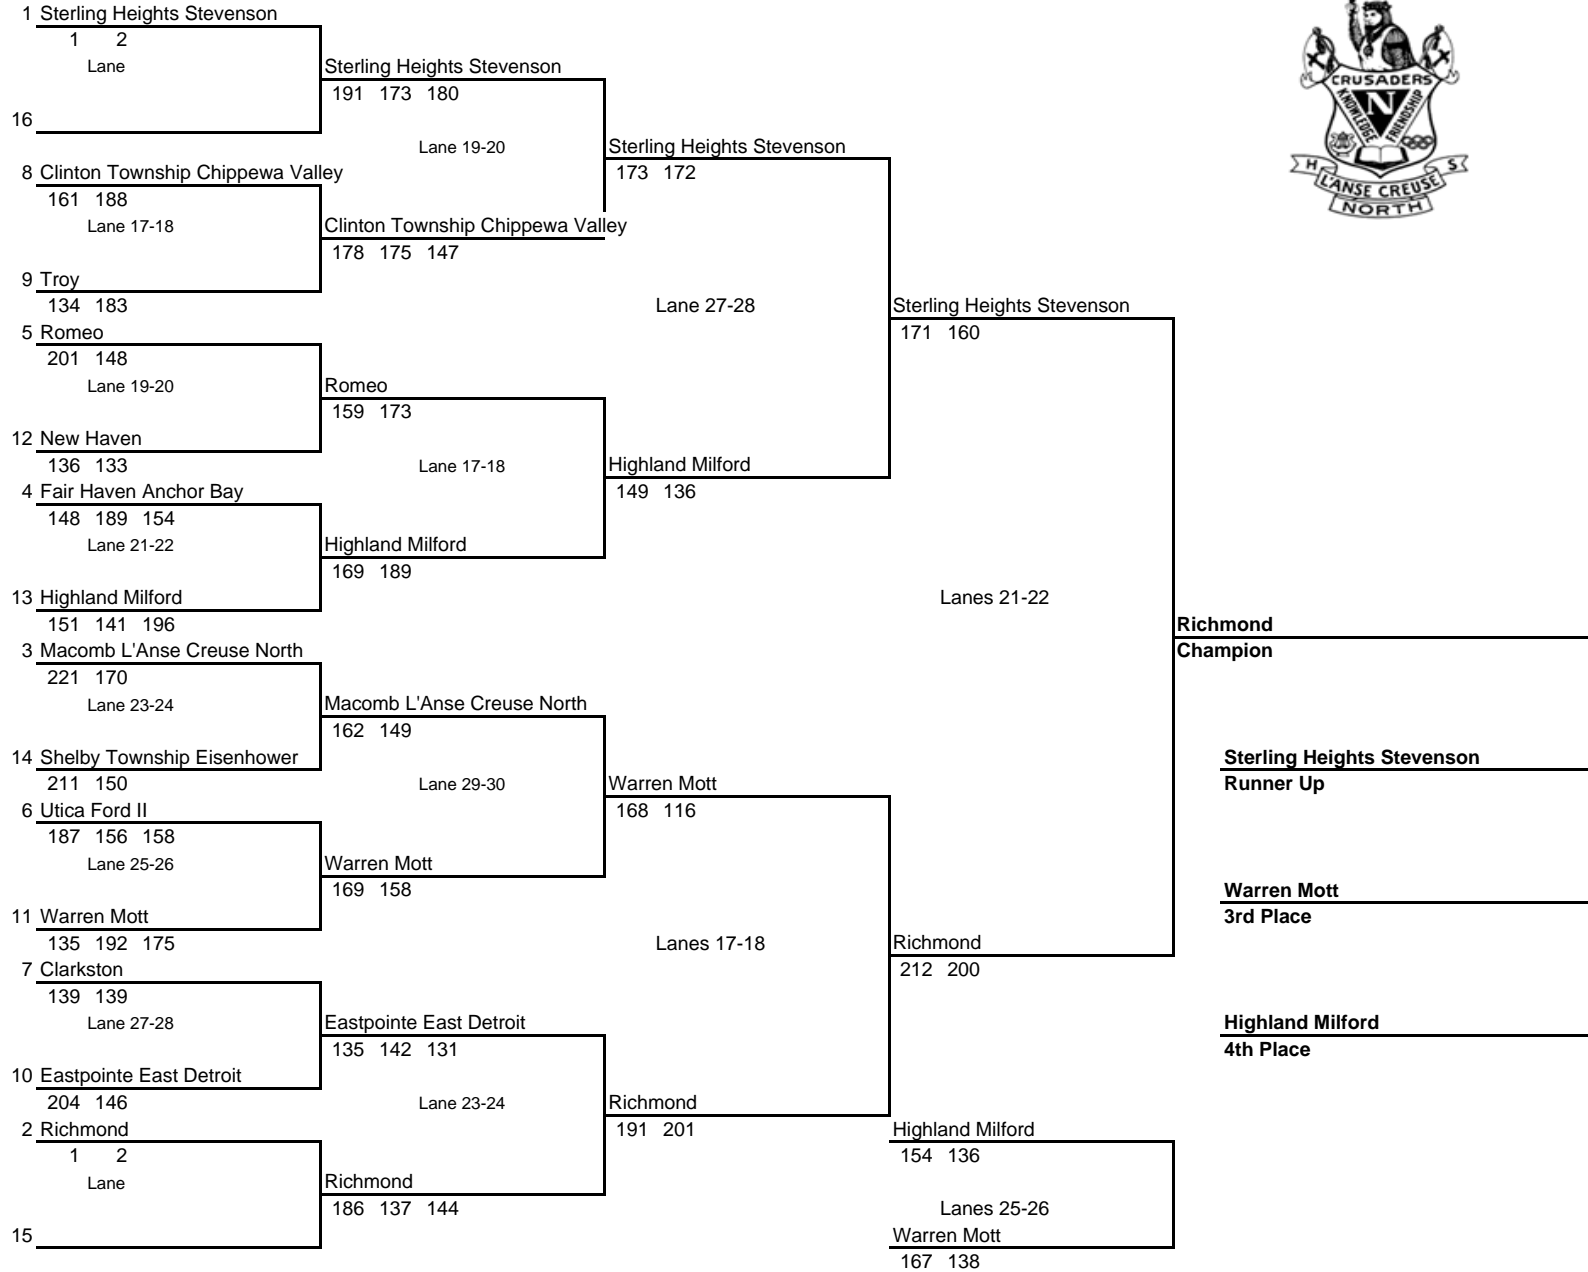 1 Sterling Heights Stevenson
1 2
Lane
16
Sterling Heights Stevenson
191 173 180
Lane 19-20
8 Clinton Township Chippewa Valley
161 188
Lane 17-18
Clinton Township Chippewa Valley
178 175 147
9 Troy
134 183
Sterling Heights Stevenson
173 172
Lane 27-28
5 Romeo
201 148
Lane 19-20
Romeo
159 173
12 New Haven
136 133
Lane 17-18
4 Fair Haven Anchor Bay
148 189 154
Lane 21-22
Highland Milford
169 189
13 Highland Milford
151 141 196
Highland Milford
149 136
Sterling Heights Stevenson
171 160
Lanes 21-22
3 Macomb L'Anse Creuse North
221 170
Lane 23-24
Macomb L'Anse Creuse North
162 149
14 Shelby Township Eisenhower
211 150
Lane 29-30
6 Utica Ford II
187 156 158
Lane 25-26
Warren Mott
169 158
11 Warren Mott
135 192 175
Warren Mott
168 116
Lanes 17-18
7 Clarkston
139 139
Lane 27-28
Eastpointe East Detroit
135 142 131
10 Eastpointe East Detroit
204 146
Lane 23-24
2 Richmond
1 2
Lane
Richmond
186 137 144
15
Richmond
191 201
Richmond
212 200
Highland Milford
154 136
Lanes 25-26
Warren Mott
167 138
CRUSADERS
KNOWLEDGE
N
FRIENDSHIP
H S
L'ANSE CREUSE
NORTH
Richmond
Champion
Sterling Heights Stevenson
Runner Up
Warren Mott
3rd Place
Highland Milford
4th Place